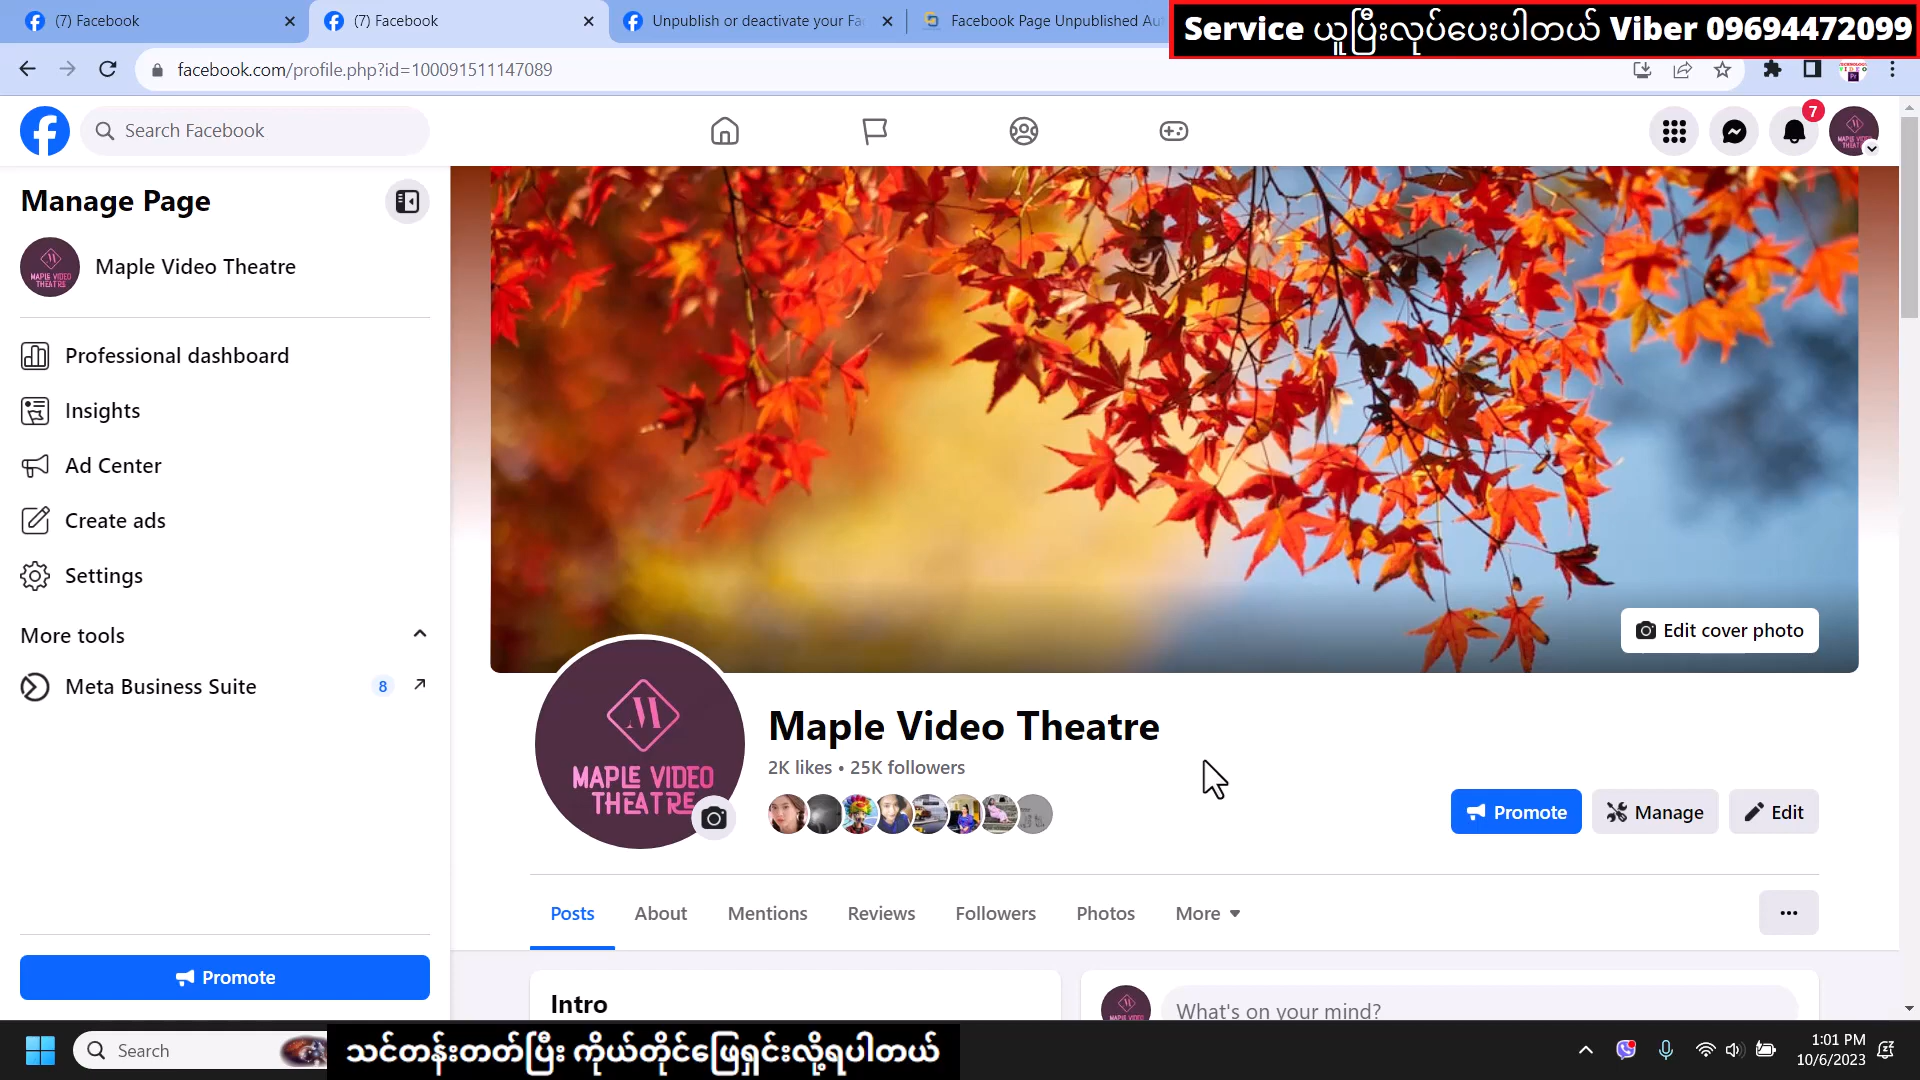 (7) Facebook
(7) Facebook
Unpublish or deactivate your Fa
Facebook Page Unpublished Au
Service ယူပြီးလုပ်ပေးပါတယ် Viber 09694472099
facebook.com/profile.php?id=100091511147089
Search Facebook
7
Manage Page
Maple Video Theatre
Professional dashboard
Insights
Ad Center
Create ads
Settings
More tools
Meta Business Suite 8
Promote
Edit cover photo
MAPLE VIDEO
THEATRE
Maple Video Theatre
2K likes • 25K followers
Promote
Manage
Edit
Posts
About
Mentions
Reviews
Followers
Photos
More
Intro
What's on your mind?
Search
သင်တန်းတတ်ပြီး ကိုယ်တိုင်ဖြေရှင်းလို့ရပါတယ်
1:01 PM
10/6/2023